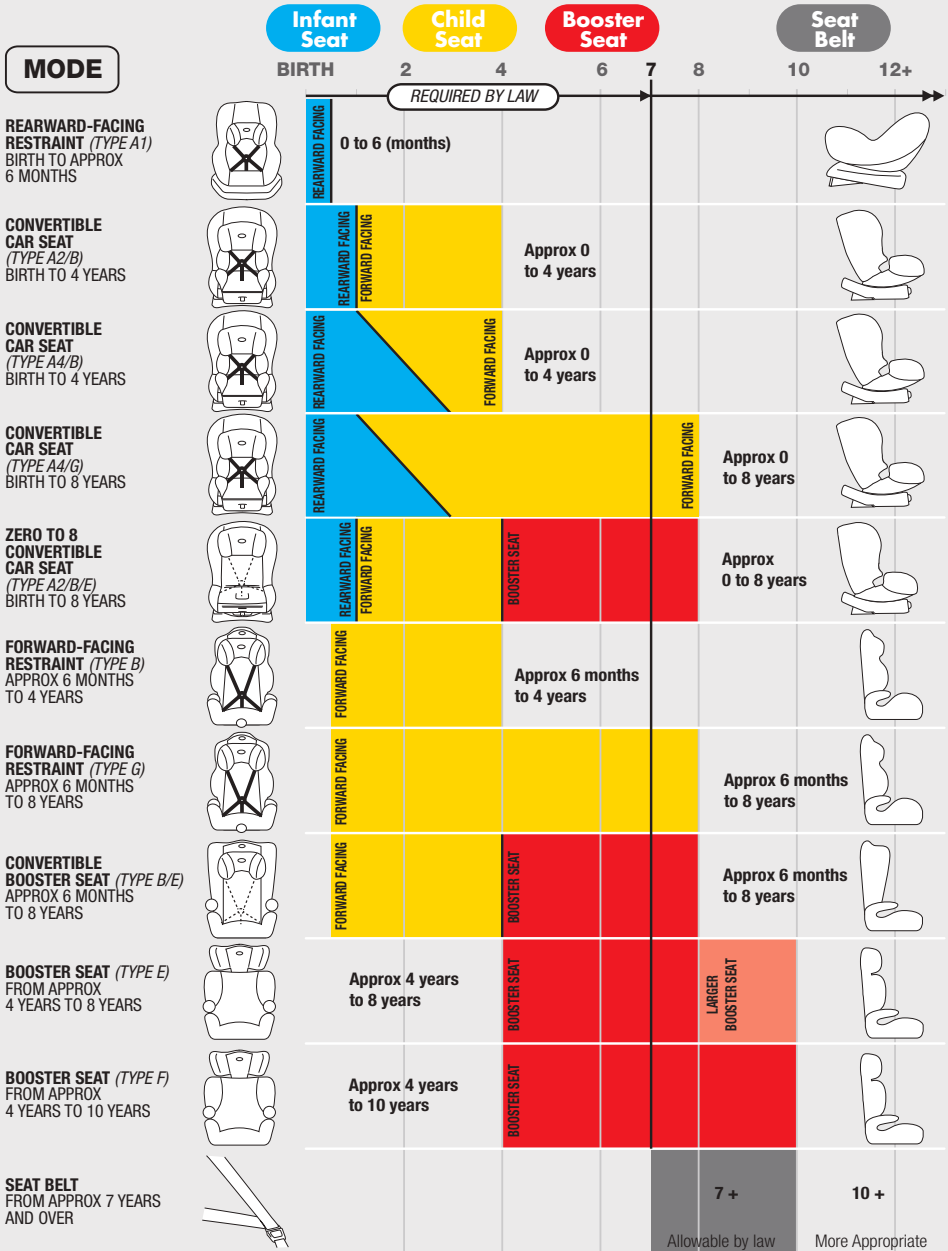 Infant
Seat
Child
Seat
Booster
Seat
Seat
Belt
MODE
BIRTH 2 4 6 7 8 10 12+
REQUIRED BY LAW
REARWARD-FACING
RESTRAINT (TYPE A1)
BIRTH TO APPROX
6 MONTHS
REARWARD FACING
0 to 6 (months)
CONVERTIBLE
CAR SEAT
(TYPE A2/B)
BIRTH TO 4 YEARS
REARWARD FACING
FORWARD FACING
Approx 0
to 4 years
CONVERTIBLE
CAR SEAT
(TYPE A4/B)
BIRTH TO 4 YEARS
REARWARD FACING
FORWARD FACING
Approx 0
to 4 years
CONVERTIBLE
CAR SEAT
(TYPE A4/G)
BIRTH TO 8 YEARS
REARWARD FACING
FORWARD FACING
Approx 0
to 8 years
ZERO TO 8
CONVERTIBLE
CAR SEAT
(TYPE A2/B/E)
BIRTH TO 8 YEARS
REARWARD FACING
FORWARD FACING
BOOSTER SEAT
Approx
0 to 8 years
FORWARD-FACING
RESTRAINT (TYPE B)
APPROX 6 MONTHS
TO 4 YEARS
FORWARD FACING
Approx 6 months
to 4 years
FORWARD-FACING
RESTRAINT (TYPE G)
APPROX 6 MONTHS
TO 8 YEARS
FORWARD FACING
Approx 6 months
to 8 years
CONVERTIBLE
BOOSTER SEAT (TYPE B/E)
APPROX 6 MONTHS
TO 8 YEARS
FORWARD FACING
BOOSTER SEAT
Approx 6 months
to 8 years
BOOSTER SEAT (TYPE E)
FROM APPROX
4 YEARS TO 8 YEARS
Approx 4 years
to 8 years
BOOSTER SEAT
LARGER
BOOSTER SEAT
BOOSTER SEAT (TYPE F)
FROM APPROX
4 YEARS TO 10 YEARS
Approx 4 years
to 10 years
BOOSTER SEAT
SEAT BELT
FROM APPROX 7 YEARS
AND OVER
7 +
Allowable by law
10 +
More Appropriate